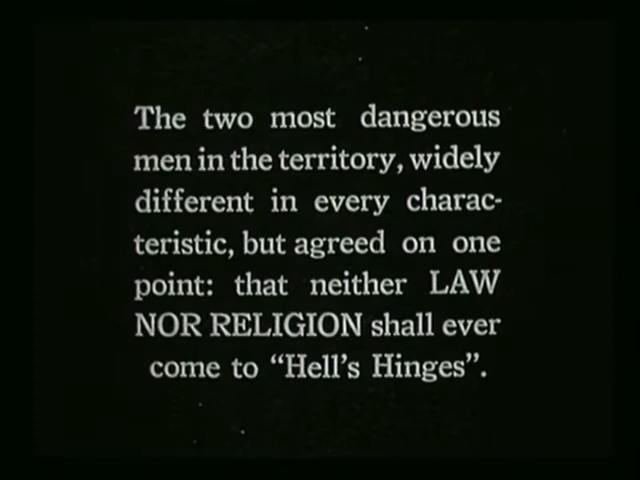 The two most dangerous
men in the territory, widely
different in every charac-
teristic, but agreed on one
point: that neither LAW
NOR RELIGION shall ever
come to “Hell’s Hinges”.